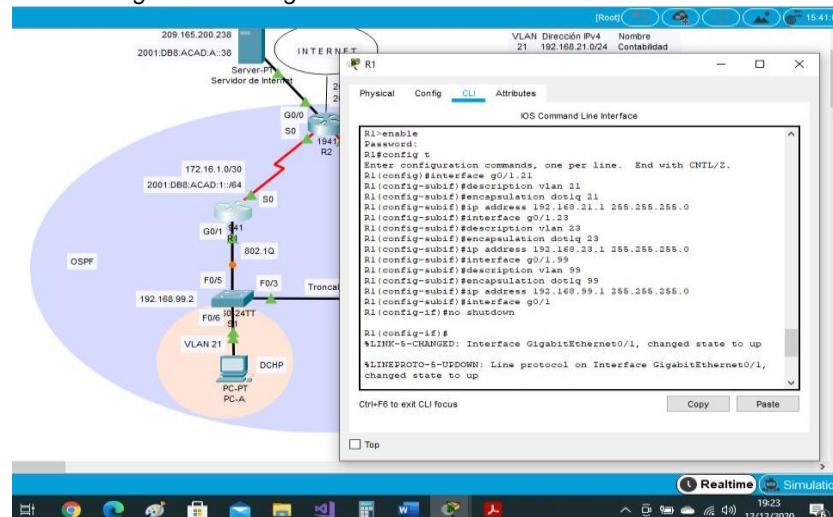 [Root]
15:41:
209.165.200.238
2001:DB8:ACAD:A::38
Server-PT
Servidor de Internet
INTERNET
VLAN Dirección IPv4 Nombre
21 192.168.21.0/24 Contabilidad
G0/0
S0
1941
R2
172.16.1.0/30
2001:DB8:ACAD:1::/64
S0
G0/1
941
R1
802.1Q
OSPF
F0/5
F0/3
Troncal
192.168.99.2
F0/6
24TT
S1
VLAN 21
DCHP
PC-PT
PC-A
R1
Physical Config CLI Attributes
IOS Command Line Interface
R1>enable
Password:
R1#config t
Enter configuration commands, one per line. End with CNTL/Z.
R1(config)#interface g0/1.21
R1(config-subif)#description vlan 21
R1(config-subif)#encapsulation dot1q 21
R1(config-subif)#ip address 192.168.21.1 255.255.255.0
R1(config-subif)#interface g0/1.23
R1(config-subif)#description vlan 23
R1(config-subif)#encapsulation dot1q 23
R1(config-subif)#ip address 192.168.23.1 255.255.255.0
R1(config-subif)#interface g0/1.99
R1(config-subif)#description vlan 99
R1(config-subif)#encapsulation dot1q 99
R1(config-subif)#ip address 192.168.99.1 255.255.255.0
R1(config-subif)#interface g0/1
R1(config-if)#no shutdown
R1(config-if)#
%LINK-5-CHANGED: Interface GigabitEthernet0/1, changed state to up
%LINEPROTO-5-UPDOWN: Line protocol on Interface GigabitEthernet0/1,
changed state to up
Ctrl+F6 to exit CLI focus
Copy
Paste
Top
Realtime
Simulatio
19:23
12/12/2020